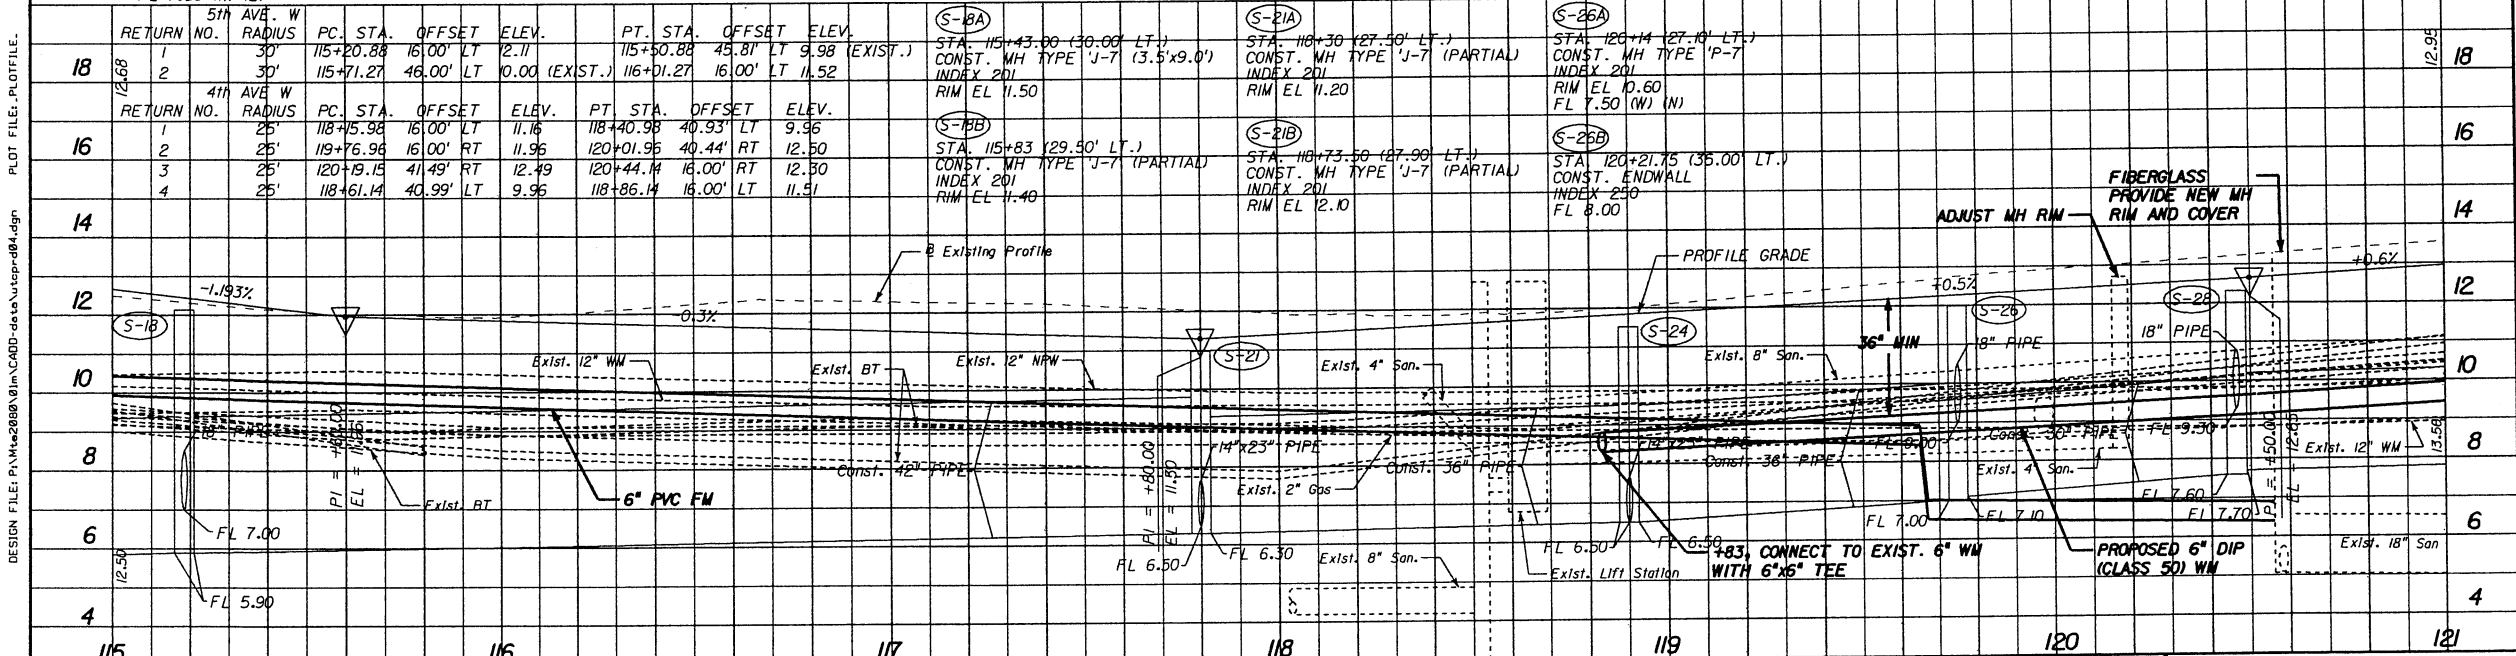 PLOT FILE: .PLOTFILE.
DESIGN FILE: P:\Mte2080\01m\CADD-data\utcprd04.dgn
5th AVE. W
RETURN NO. RADIUS PC. STA. OFFSET ELEV. PT. STA. OFFSET ELEV.
1 30' 115+20.88 16.00' LT 12.11 115+50.88 45.81' LT 9.98 (EXIST.)
2 30' 115+71.27 46.00' LT 10.00 (EXIST.) 116+01.27 16.00' LT 11.52
4th AVE W
RETURN NO. RADIUS PC. STA. OFFSET ELEV. PT. STA. OFFSET ELEV.
1 25' 118+15.98 16.00' LT 11.16 118+40.98 40.93' LT 9.96
2 25' 119+76.96 16.00' RT 11.96 120+01.96 40.44' RT 12.50
3 25' 120+19.15 41.49' RT 12.49 120+44.14 16.00' RT 12.30
4 25' 118+61.14 40.99' LT 9.96 118+86.14 16.00' LT 11.51
S-18A
STA. 115+43.00 (30.00' LT.)
CONST. MH TYPE 'J-7' (3.5'x9.0')
INDEX 201
RIM EL 11.50
S-18B
STA. 115+83 (29.50' LT.)
CONST. MH TYPE 'J-7' (PARTIAL)
INDEX 201
RIM EL 11.40
S-21A
STA. 118+30 (27.50' LT.)
CONST. MH TYPE 'J-7' (PARTIAL)
INDEX 201
RIM EL 11.20
S-21B
STA. 118+73.50 (27.90' LT.)
CONST. MH TYPE 'J-7' (PARTIAL)
INDEX 201
RIM EL 12.10
S-26A
STA. 120+14 (27.10' LT.)
CONST. MH TYPE 'P-7'
INDEX 201
RIM EL 10.60
FL 7.50 (W) (N)
S-26B
STA. 120+21.75 (36.00' LT.)
CONST. ENDWALL
INDEX 250
FL 8.00
18
16
14
12
10
8
6
4
18
16
14
12
10
8
6
4
12.68
12.50
12.95
13.58
FIBERGLASS
PROVIDE NEW MH
RIM AND COVER
ADJUST MH RIM
B Existing Profile
PROFILE GRADE
-1.193%
-0.3%
+0.5%
+0.6%
S-18
S-21
S-24
S-26
S-28
36" MIN
18" PIPE
18" PIPE
Exist. 12" WM
Exist. BT
Exist. 12" NPW
Exist. 4" San.
Exist. 8" San.
14"x23" PIPE
14"x23" PIPE
Const. 42" PIPE
Const. 36" PIPE
Const. 36" PIPE
Const. 30" PIPE
Exist. 4" San.
Exist. 12" WM
Exist. 2" Gas
Exist. BT
6" PVC FM
PI = +60.00
PI = +80.00
EL = 11.50
PI = +50.00
EL = 12.65
FL 7.00
FL 5.90
FL 6.50
FL 6.30
FL 6.50
FL 6.50
FL 8.00
FL 7.00
FL 7.10
FL 9.30
FL 7.60
FL 7.70
Exist. 8" San.
Exist. Lift Station
+83, CONNECT TO EXIST. 6" WM
WITH 6"x6" TEE
PROPOSED 6" DIP
(CLASS 50) WM
Exist. 18" San
115 116 117 118 119 120 121